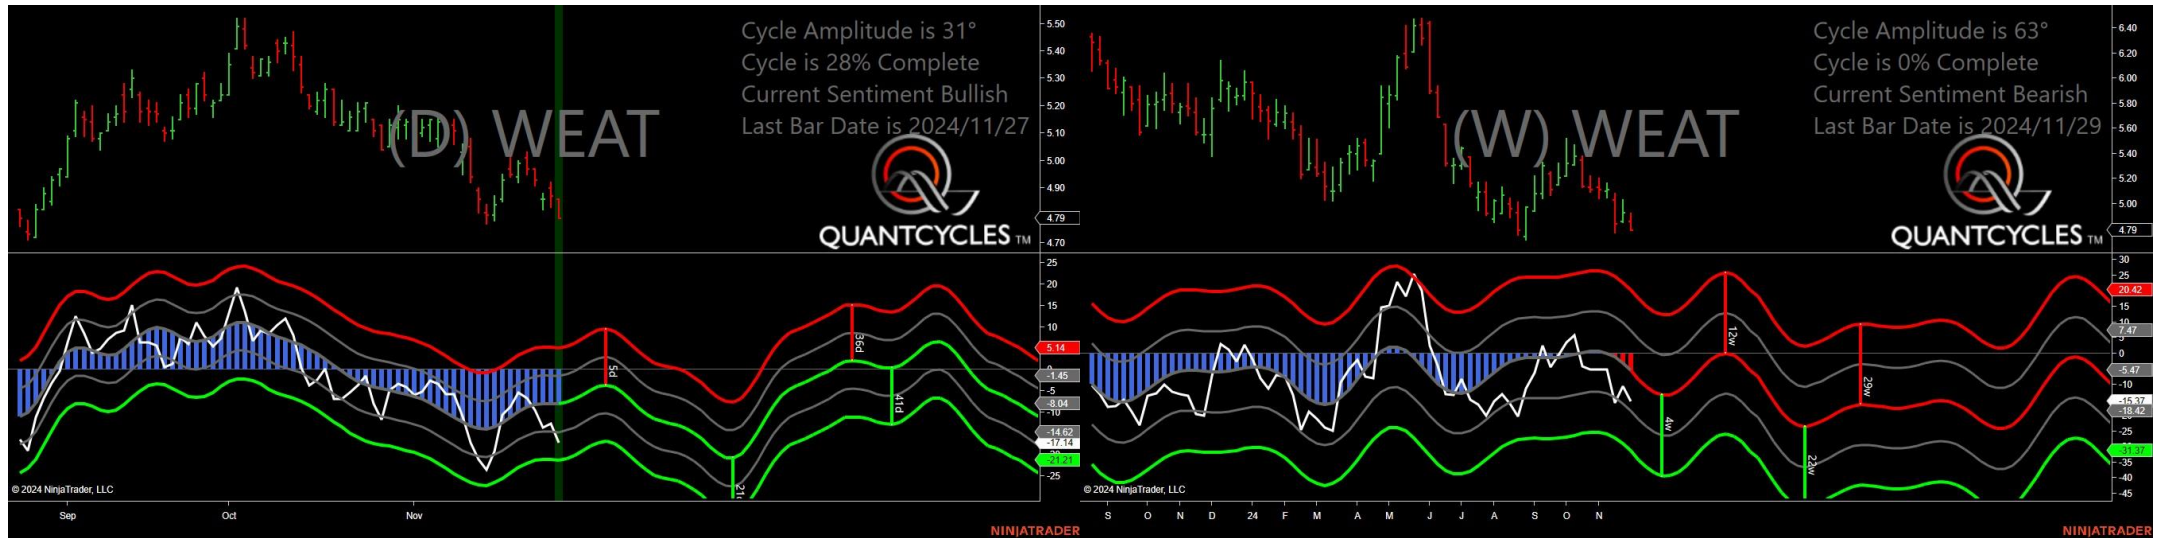 Cycle Amplitude is 31°
Cycle is 28% Complete
Current Sentiment Bullish
Last Bar Date is 2024/11/27
(D) WEAT
QUANTCYCLES TM
5.50
5.40
5.30
5.20
5.10
5.00
4.90
4.79
4.70
25
20
15
10
5.14
0
-1.45
-5
-8.04
-10
-14.62
-17.14
-21.21
-25
5d
21d
36d
41d
© 2024 NinjaTrader, LLC
Sep
Oct
Nov
NINJATRADER
Cycle Amplitude is 63°
Cycle is 0% Complete
Current Sentiment Bearish
Last Bar Date is 2024/11/29
(W) WEAT
QUANTCYCLES TM
6.40
6.20
6.00
5.80
5.60
5.40
5.20
5.00
4.79
30
25
20.42
15
10
7.47
5
0
-5.47
-10
-15.37
-18.42
-25
-31.37
-35
-40
-45
4w
12w
22w
29w
© 2024 NinjaTrader, LLC
S
O
N
D
24
F
M
A
M
J
J
A
S
O
N
NINJATRADER